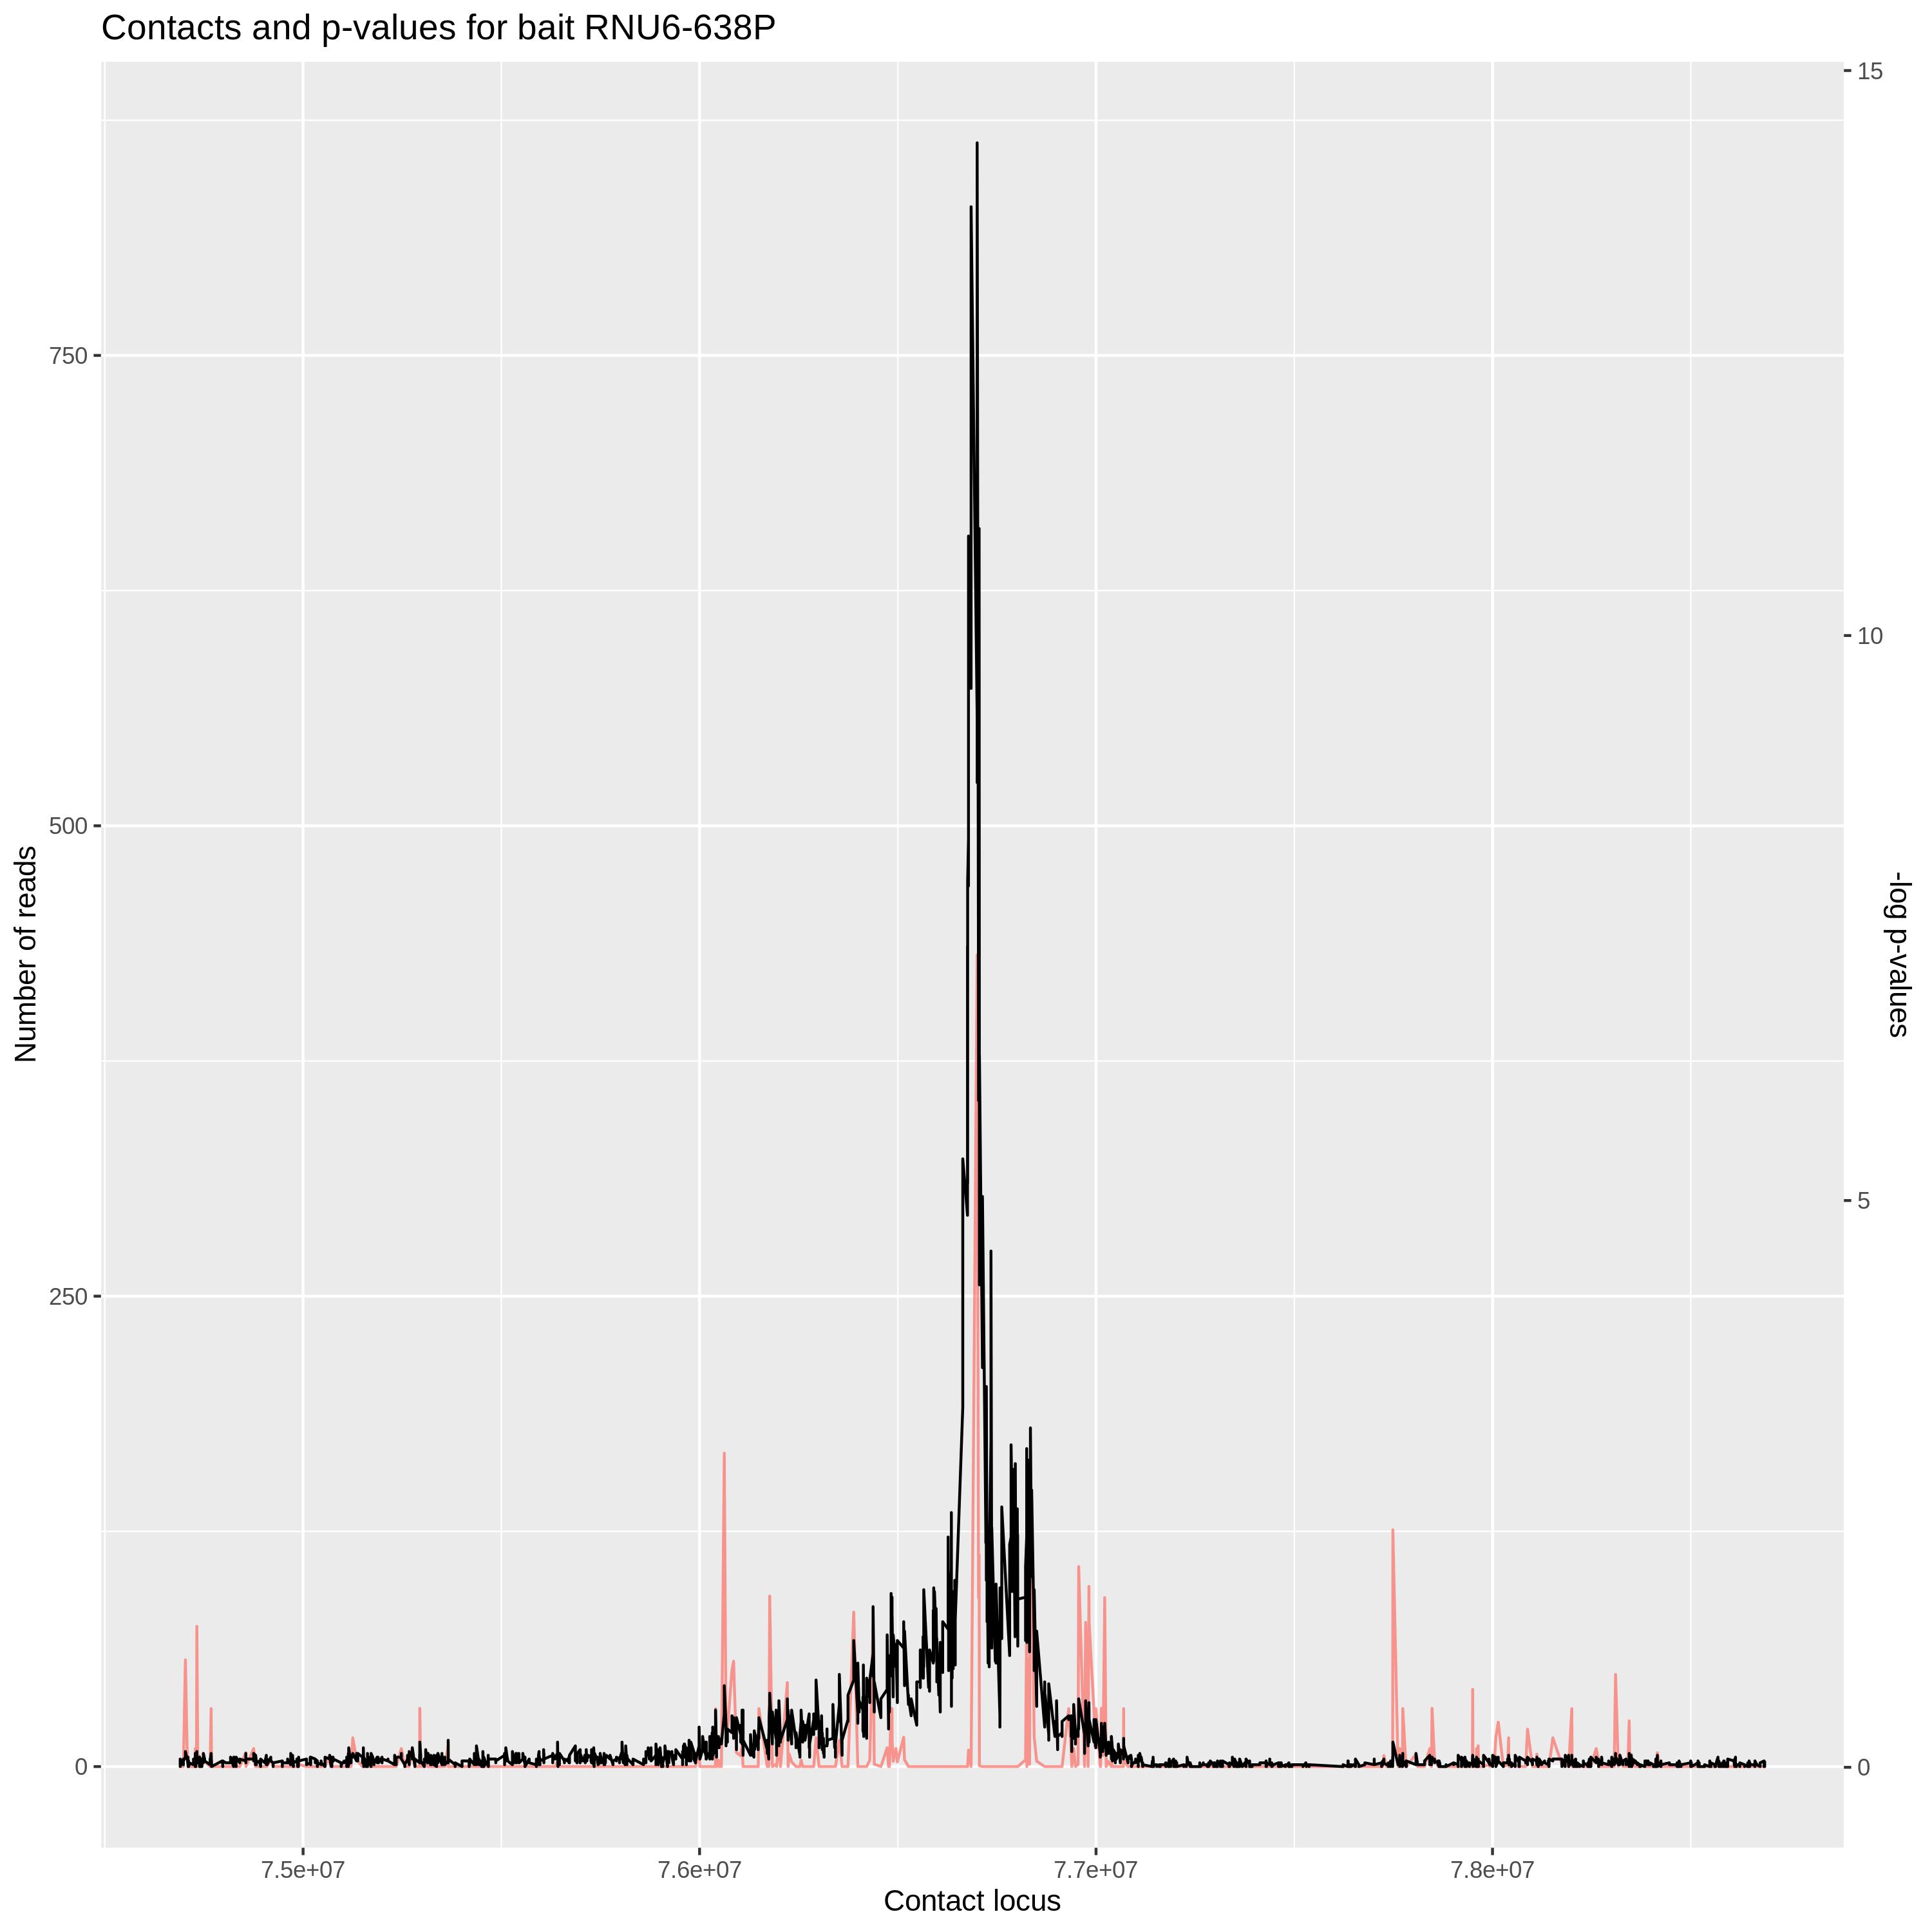 Contacts and p-values for bait RNU6-638P
15
750
10
500
Number of reads
-log p-values
5
250
0
0
7.5e+07
7.6e+07
7.7e+07
7.8e+07
Contact locus